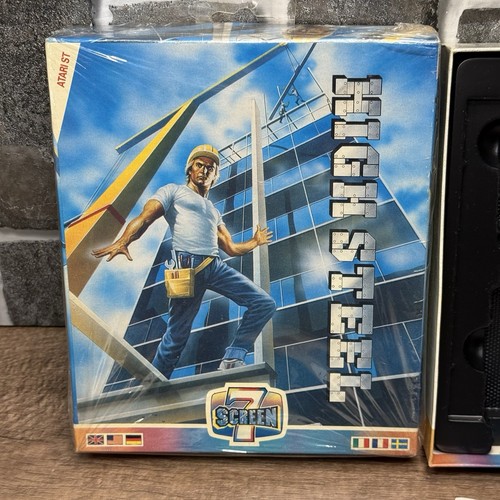 ATARI ST
HIGH STEEL
SCREEN
7